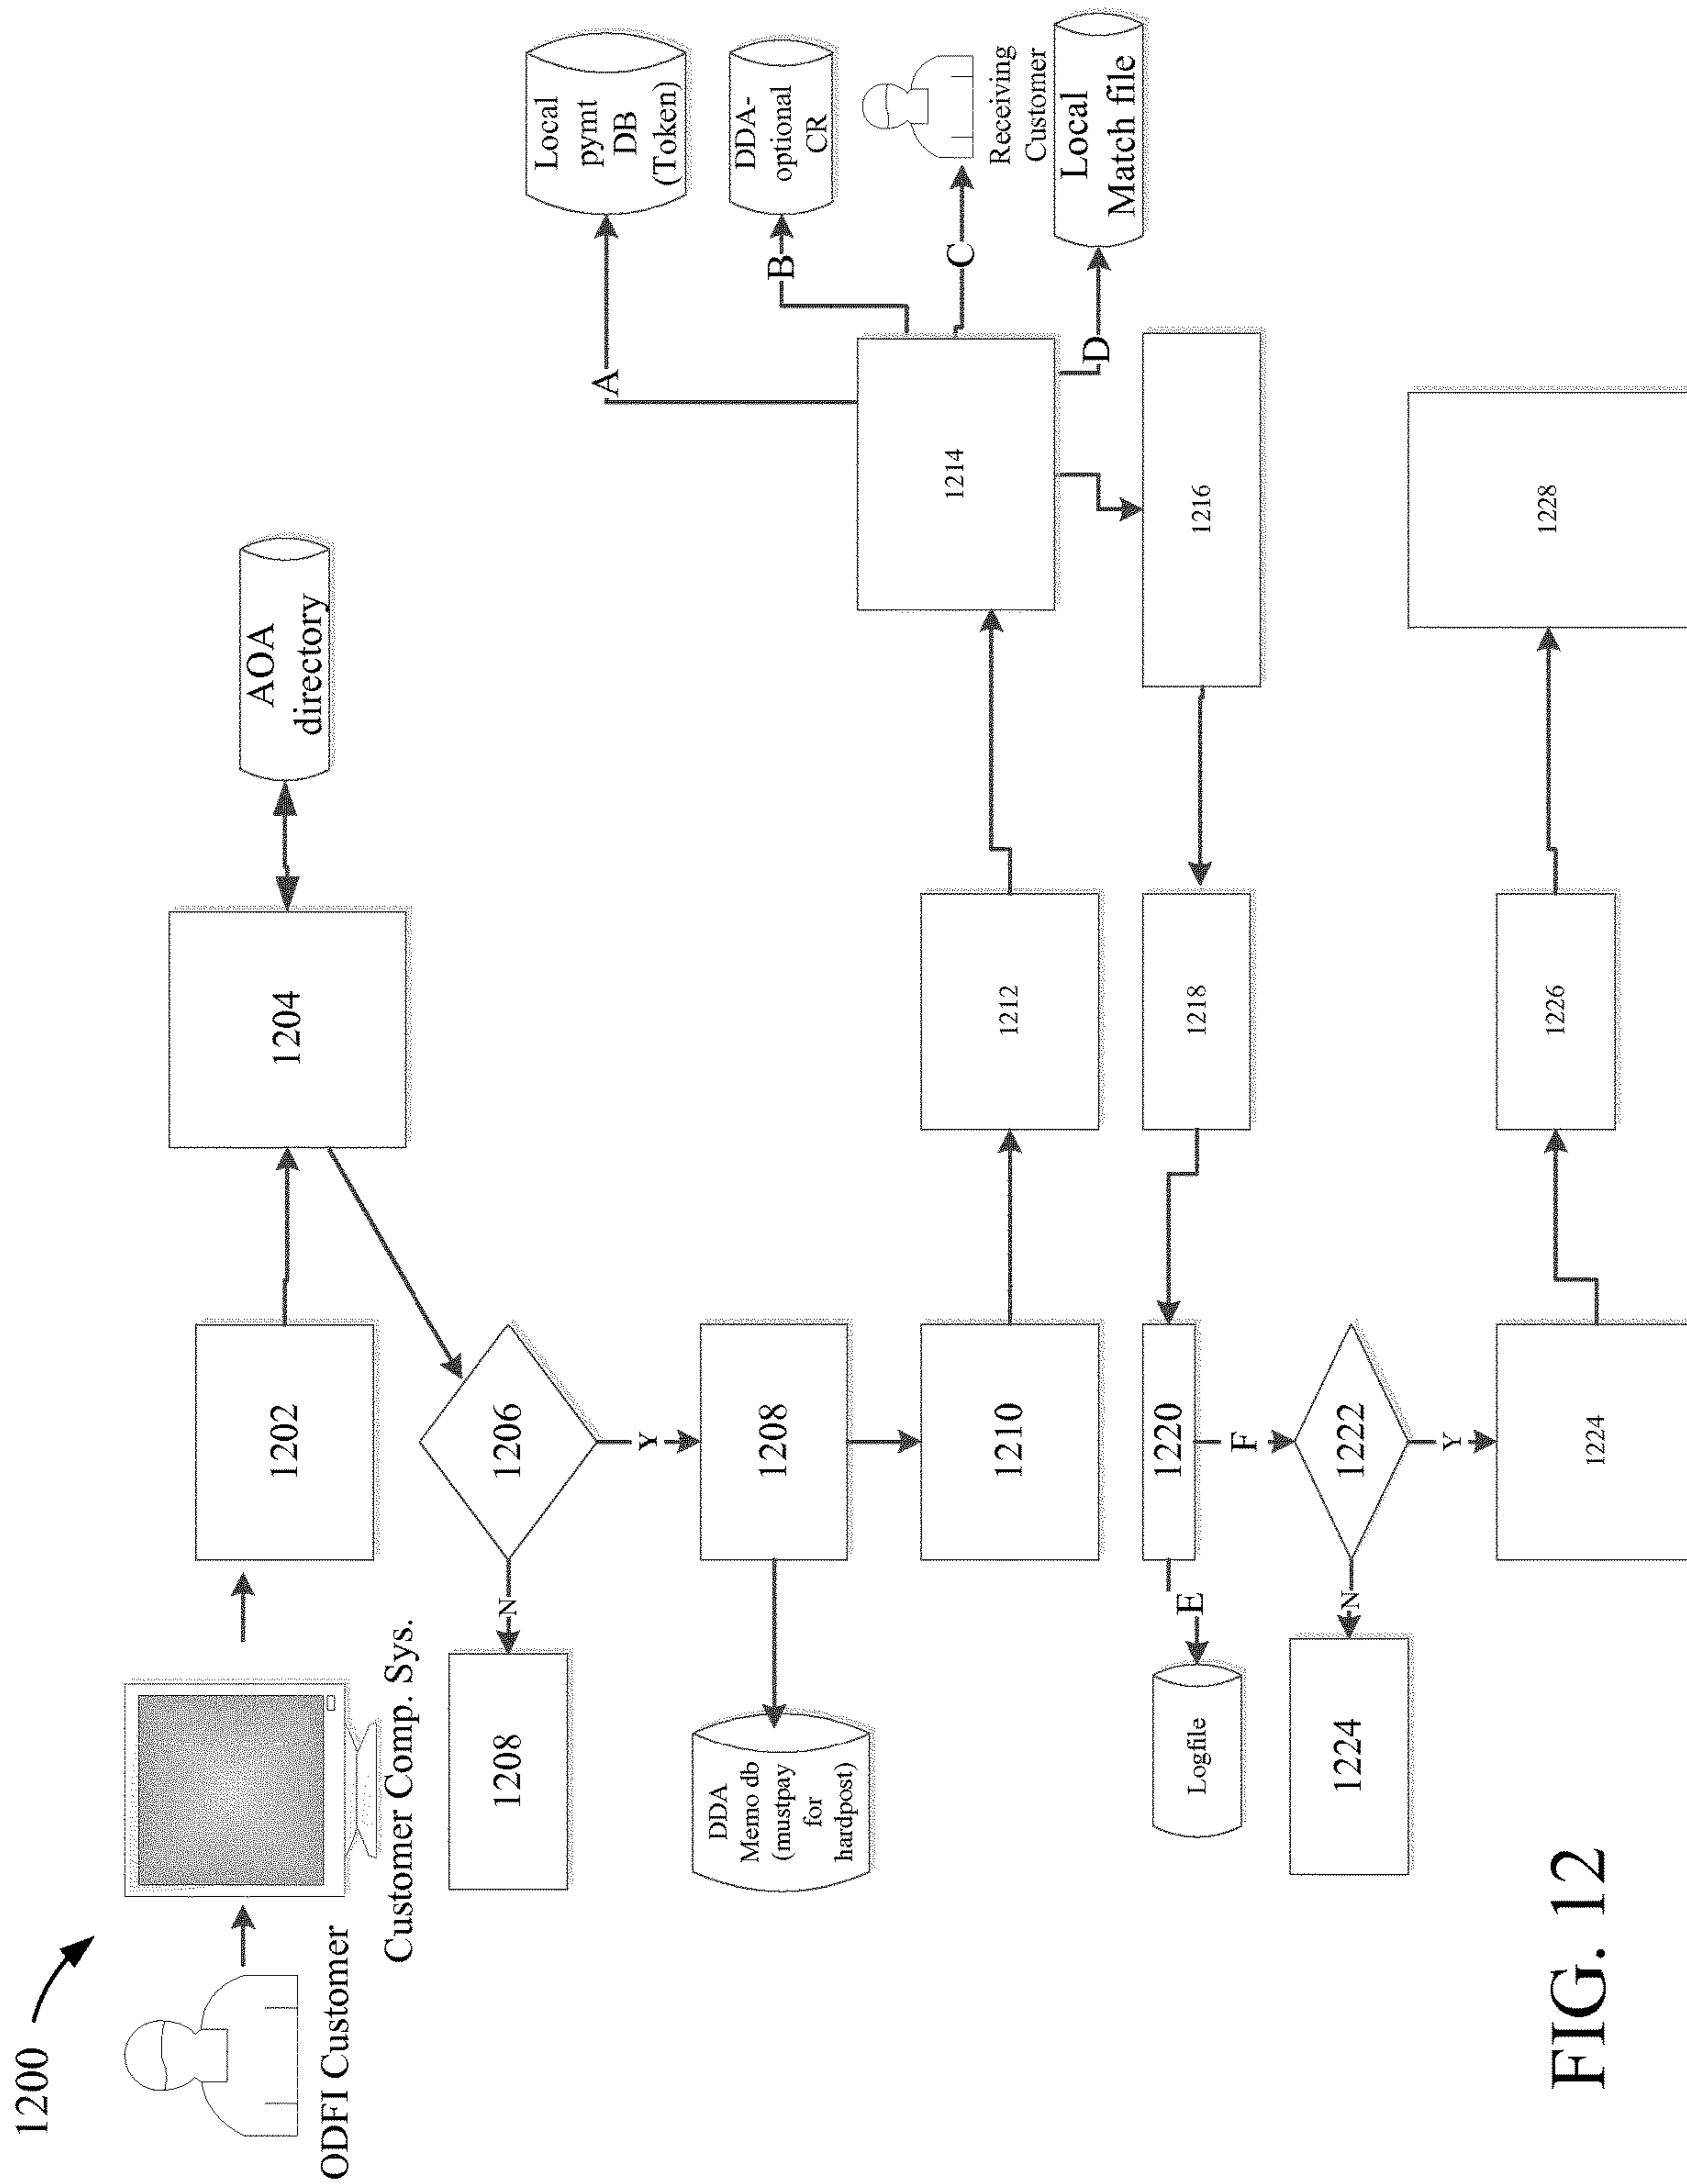 1200
ODFI Customer
Customer Comp. Sys.
1202
1204
AOA
directory
1206
N
1208
Y
1208
DDA
Memo db
(mustpay
for
hardpost)
1210
1212
1214
A
Local
pymt
DB
(Token)
B
DDA-
optional
CR
C
Receiving
Customer
D
Local
Match file
1216
1218
1220
E
Logfile
F
1222
N
1224
Y
1224
1226
1228
FIG. 12